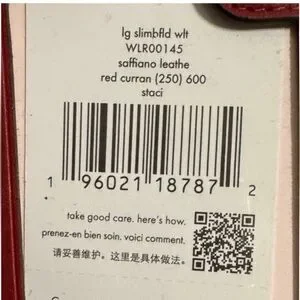 lg slimbfld wlt
WLR00145
saffiano leathe
red curran (250) 600
staci
1 96021 18787 2
take good care. here's how.
prenez-en bien soin. voici comment.
请妥善维护。这里是具体做法。